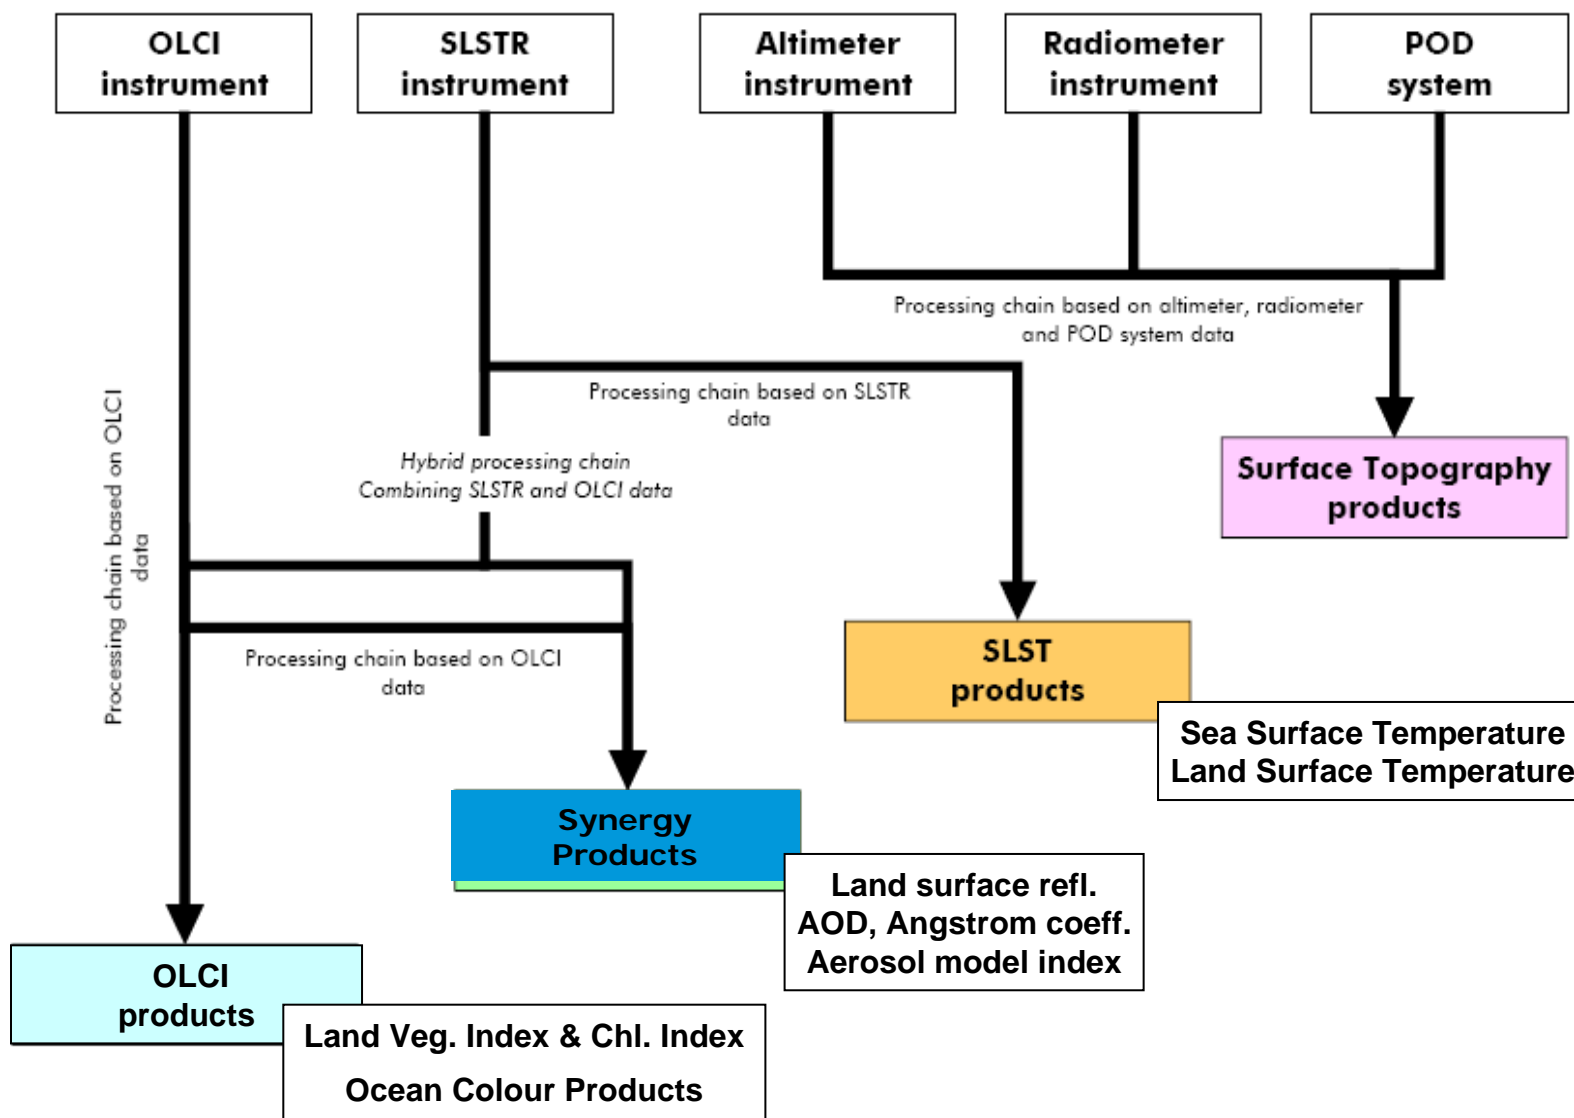 OLCI
instrument
SLSTR
instrument
Altimeter
instrument
Radiometer
instrument
POD
system
Processing chain based on altimeter, radiometer
and POD system data
Processing chain based on SLSTR
data
Processing chain based on OLCI
data
Hybrid processing chain
Combining SLSTR and OLCI data
Surface Topography
products
Processing chain based on OLCI
data
SLST
products
Sea Surface Temperature
Land Surface Temperature
Synergy
Products
Land surface refl.
AOD, Angstrom coeff.
Aerosol model index
OLCI
products
Land Veg. Index & Chl. Index
Ocean Colour Products